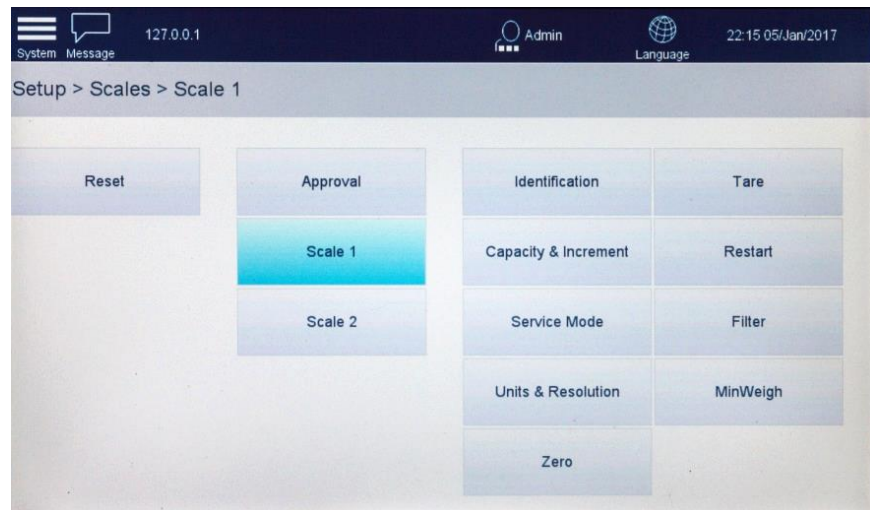 System Message 127.0.0.1 Admin Language 22:15 05/Jan/2017
Setup > Scales > Scale 1
Reset Approval Identification Tare
Scale 1 Capacity & Increment Restart
Scale 2 Service Mode Filter
Units & Resolution MinWeigh
Zero